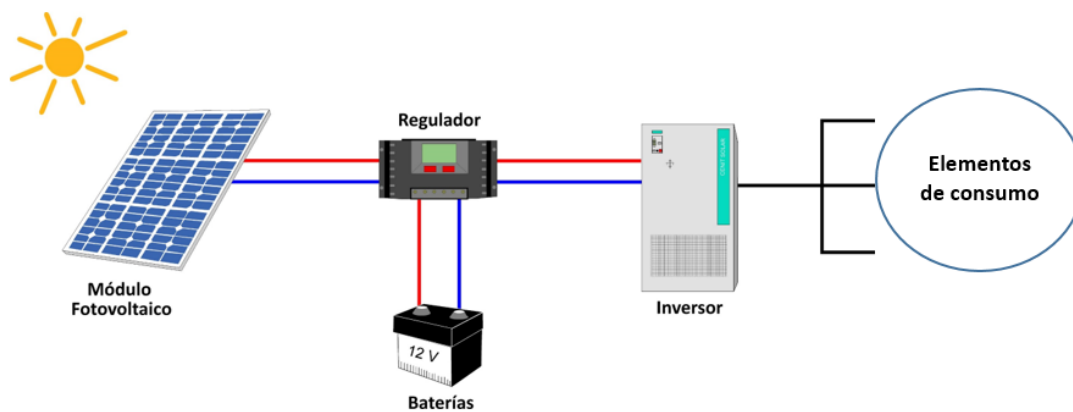 Regulador
Elementos
de consumo
Módulo
Fotovoltaico
Inversor
12 V
Baterías